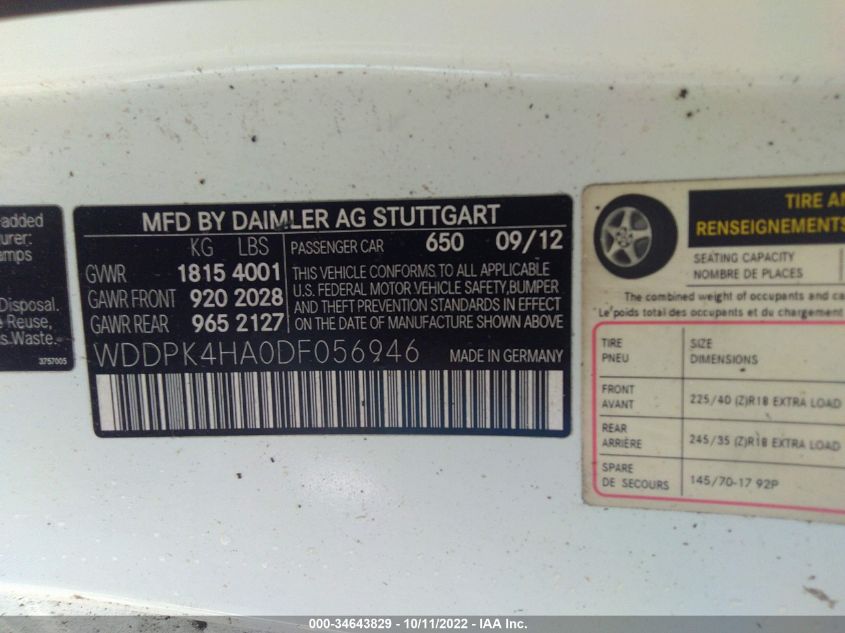 -added
urer:
amps
Disposal.
e Reuse,
s.Waste.
3757005
MFD BY DAIMLER AG STUTTGART
KG LBS
GVWR 1815 4001
GAWR FRONT 920 2028
GAWR REAR 965 2127
PASSENGER CAR 650 09/12
THIS VEHICLE CONFORMS TO ALL APPLICABLE
U.S. FEDERAL MOTOR VEHICLE SAFETY,BUMPER
AND THEFT PREVENTION STANDARDS IN EFFECT
ON THE DATE OF MANUFACTURE SHOWN ABOVE
WDDPK4HA0DF056946 MADE IN GERMANY
TIRE AN
RENSEIGNEMENTS
SEATING CAPACITY
NOMBRE DE PLACES
The combined weight of occupants and ca
Le poids total des occupants et du chargement
TIRE SIZE
PNEU DIMENSIONS
FRONT
AVANT 225/40 (Z)R18 EXTRA LOAD
REAR
ARRIÈRE 245/35 (Z)R18 EXTRA LOAD
SPARE
DE SECOURS 145/70-17 92P
000-34643829 - 10/11/2022 - IAA Inc.